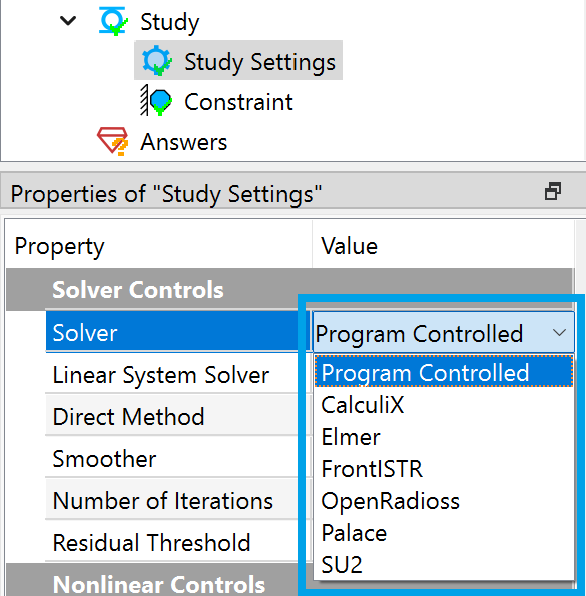 Study
Study Settings
Constraint
Answers
Properties of "Study Settings"
Property Value
Solver Controls
Solver Program Controlled
Program Controlled
Linear System Solver
CalculiX
Direct Method
Elmer
Smoother
FrontISTR
Number of Iterations
OpenRadioss
Residual Threshold
Palace
SU2
Nonlinear Controls